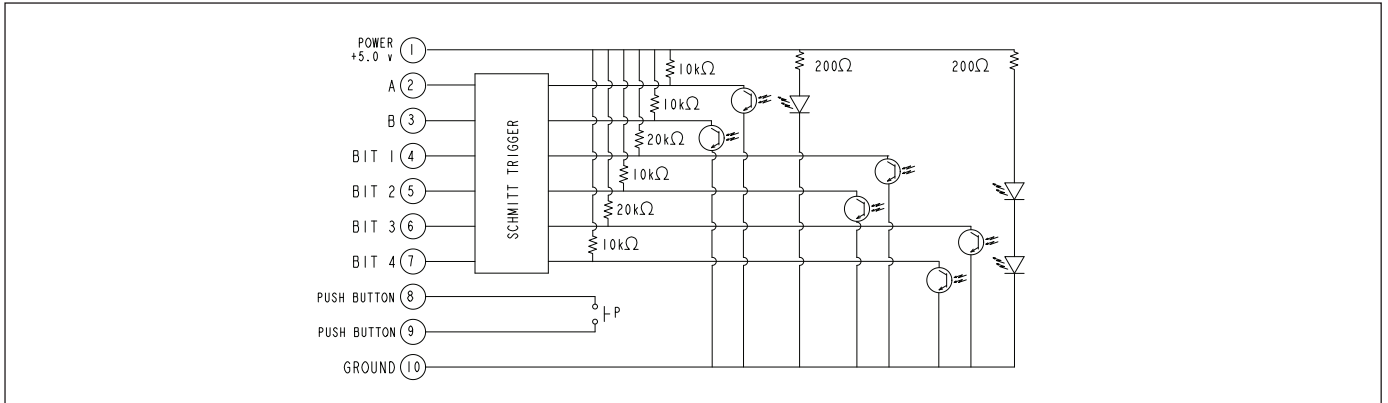 POWER
+5.0 v
1
A 2
B 3
BIT 1 4
BIT 2 5
BIT 3 6
BIT 4 7
PUSH BUTTON 8
PUSH BUTTON 9
GROUND 10
SCHMITT TRIGGER
10kΩ
10kΩ
20kΩ
10kΩ
20kΩ
10kΩ
200Ω
200Ω
P